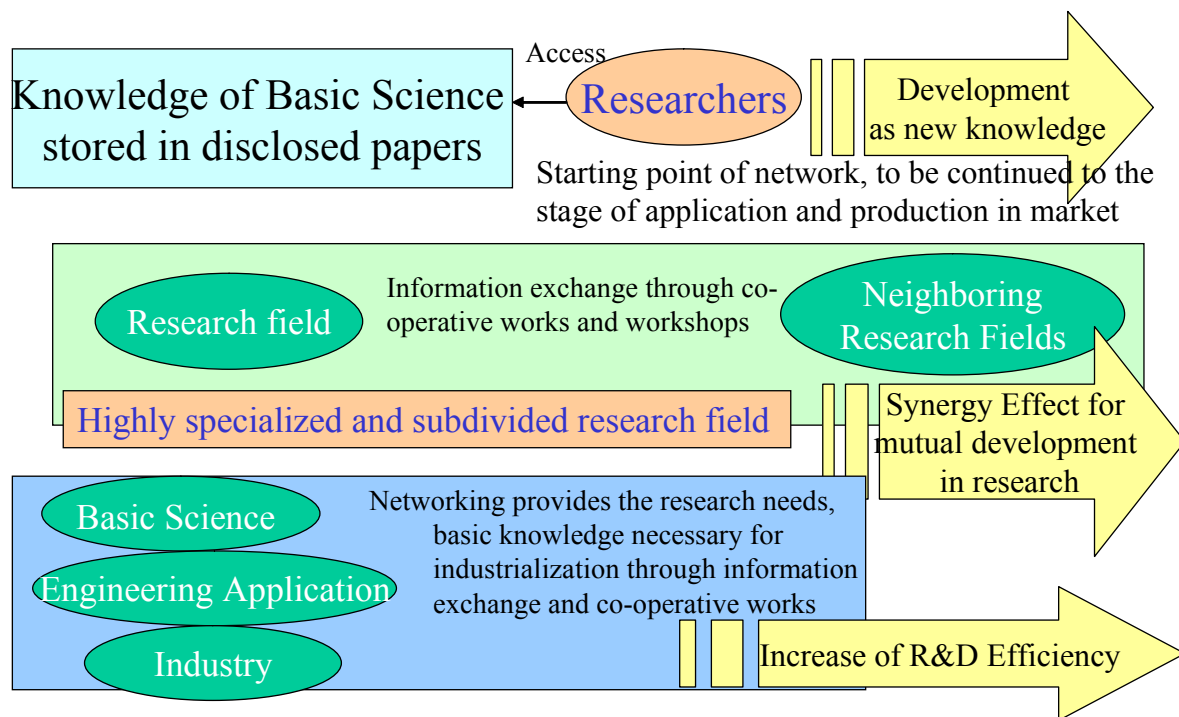 Access
Knowledge of Basic Science
stored in disclosed papers
Researchers
Development
as new knowledge
Starting point of network, to be continued to the
stage of application and production in market
Research field
Information exchange through co-
operative works and workshops
Neighboring
Research Fields
Highly specialized and subdivided research field
Synergy Effect for
mutual development
in research
Basic Science
Engineering Application
Industry
Networking provides the research needs,
basic knowledge necessary for
industrialization through information
exchange and co-operative works
Increase of R&D Efficiency